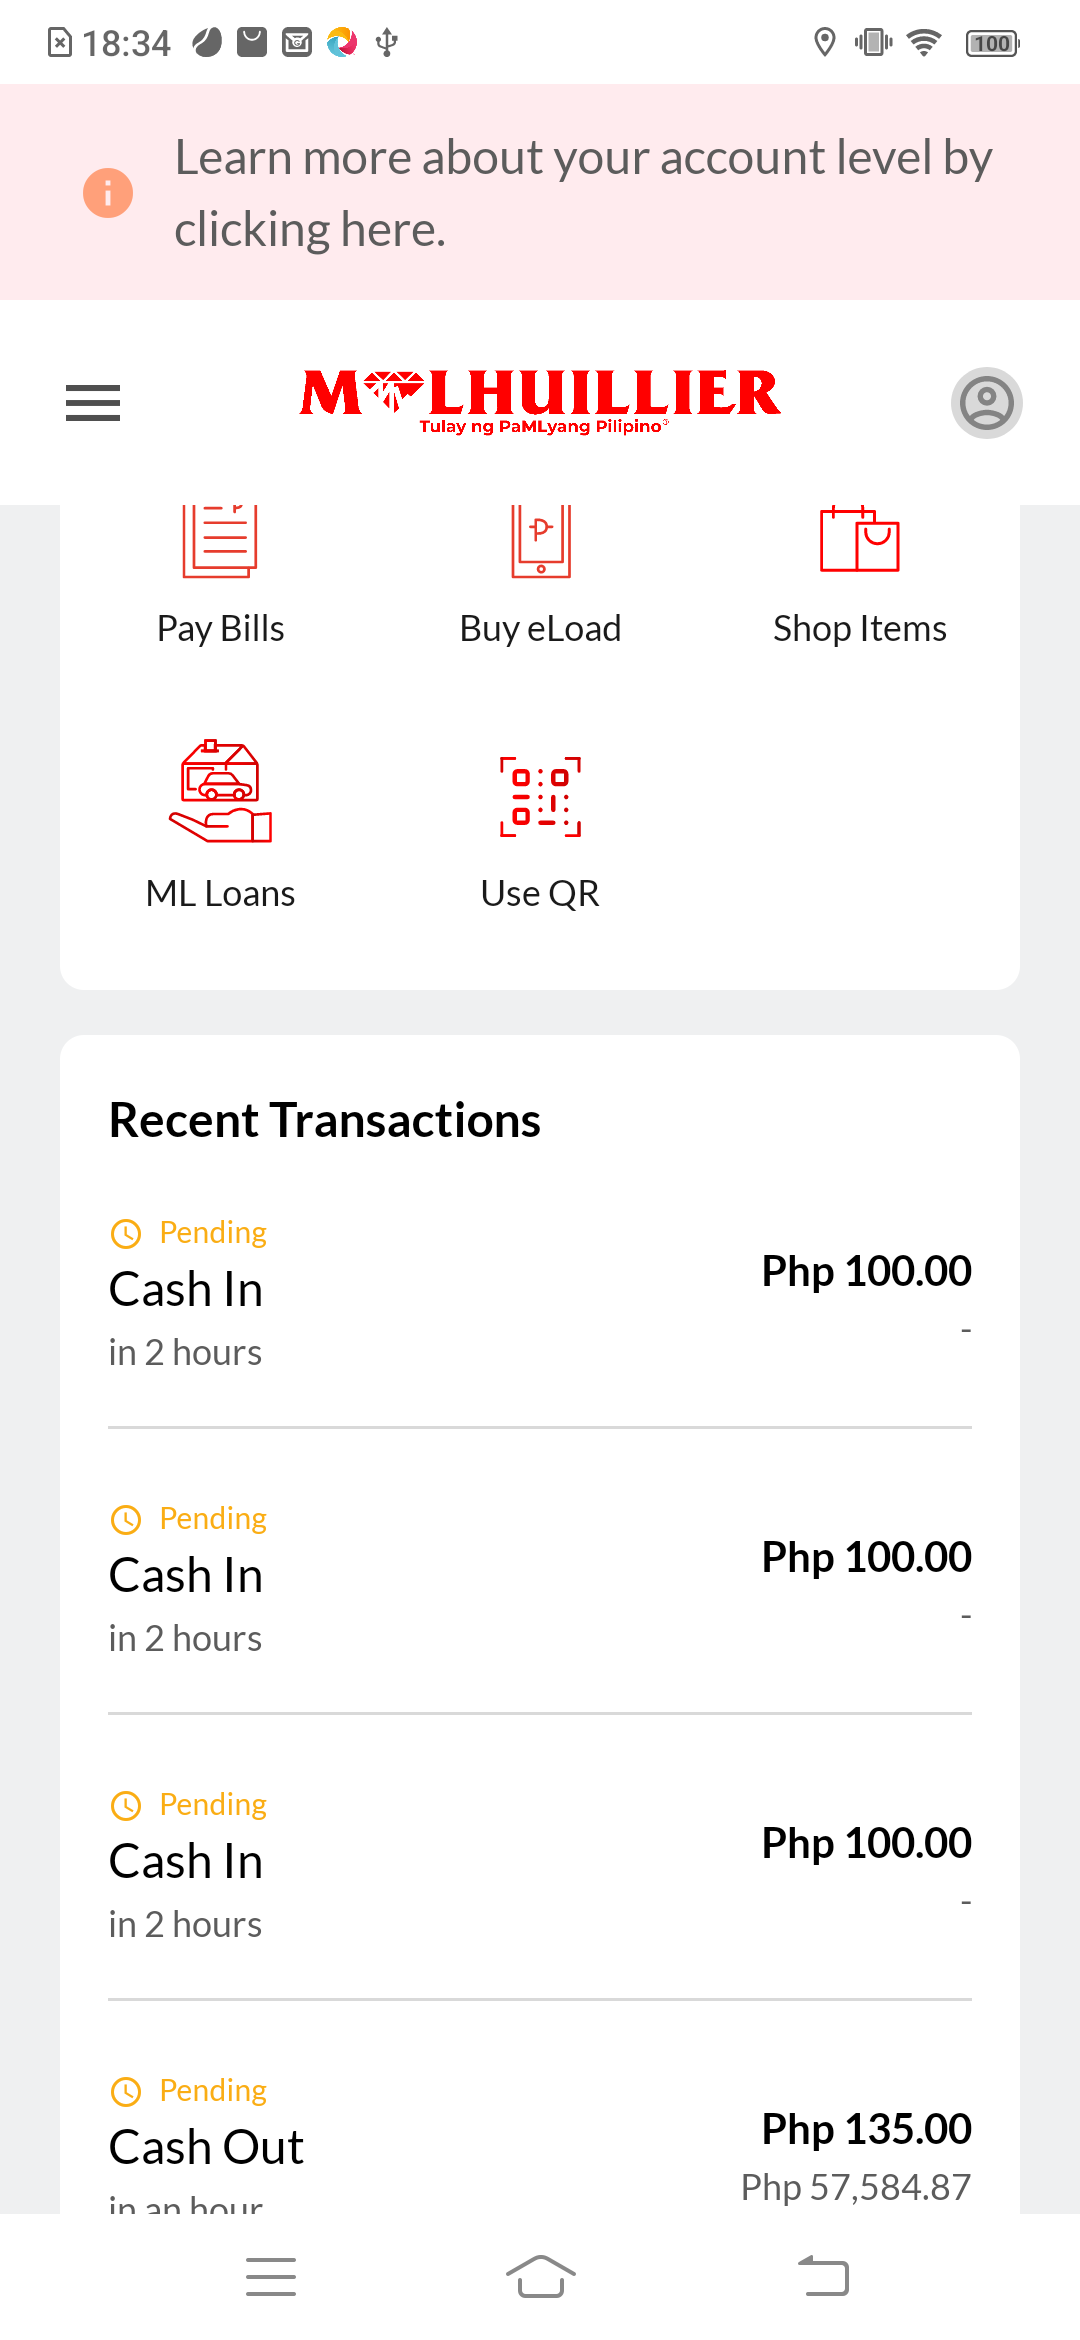 18:34
100
Learn more about your account level by
clicking here.
M LHUILLIER
Tulay ng PaMLyang Pilipino®
Pay Bills
Buy eLoad
Shop Items
ML Loans
Use QR
Recent Transactions
Pending
Cash In
Php 100.00
-
in 2 hours
Pending
Cash In
Php 100.00
-
in 2 hours
Pending
Cash In
Php 100.00
-
in 2 hours
Pending
Cash Out
Php 135.00
Php 57,584.87
in an hour